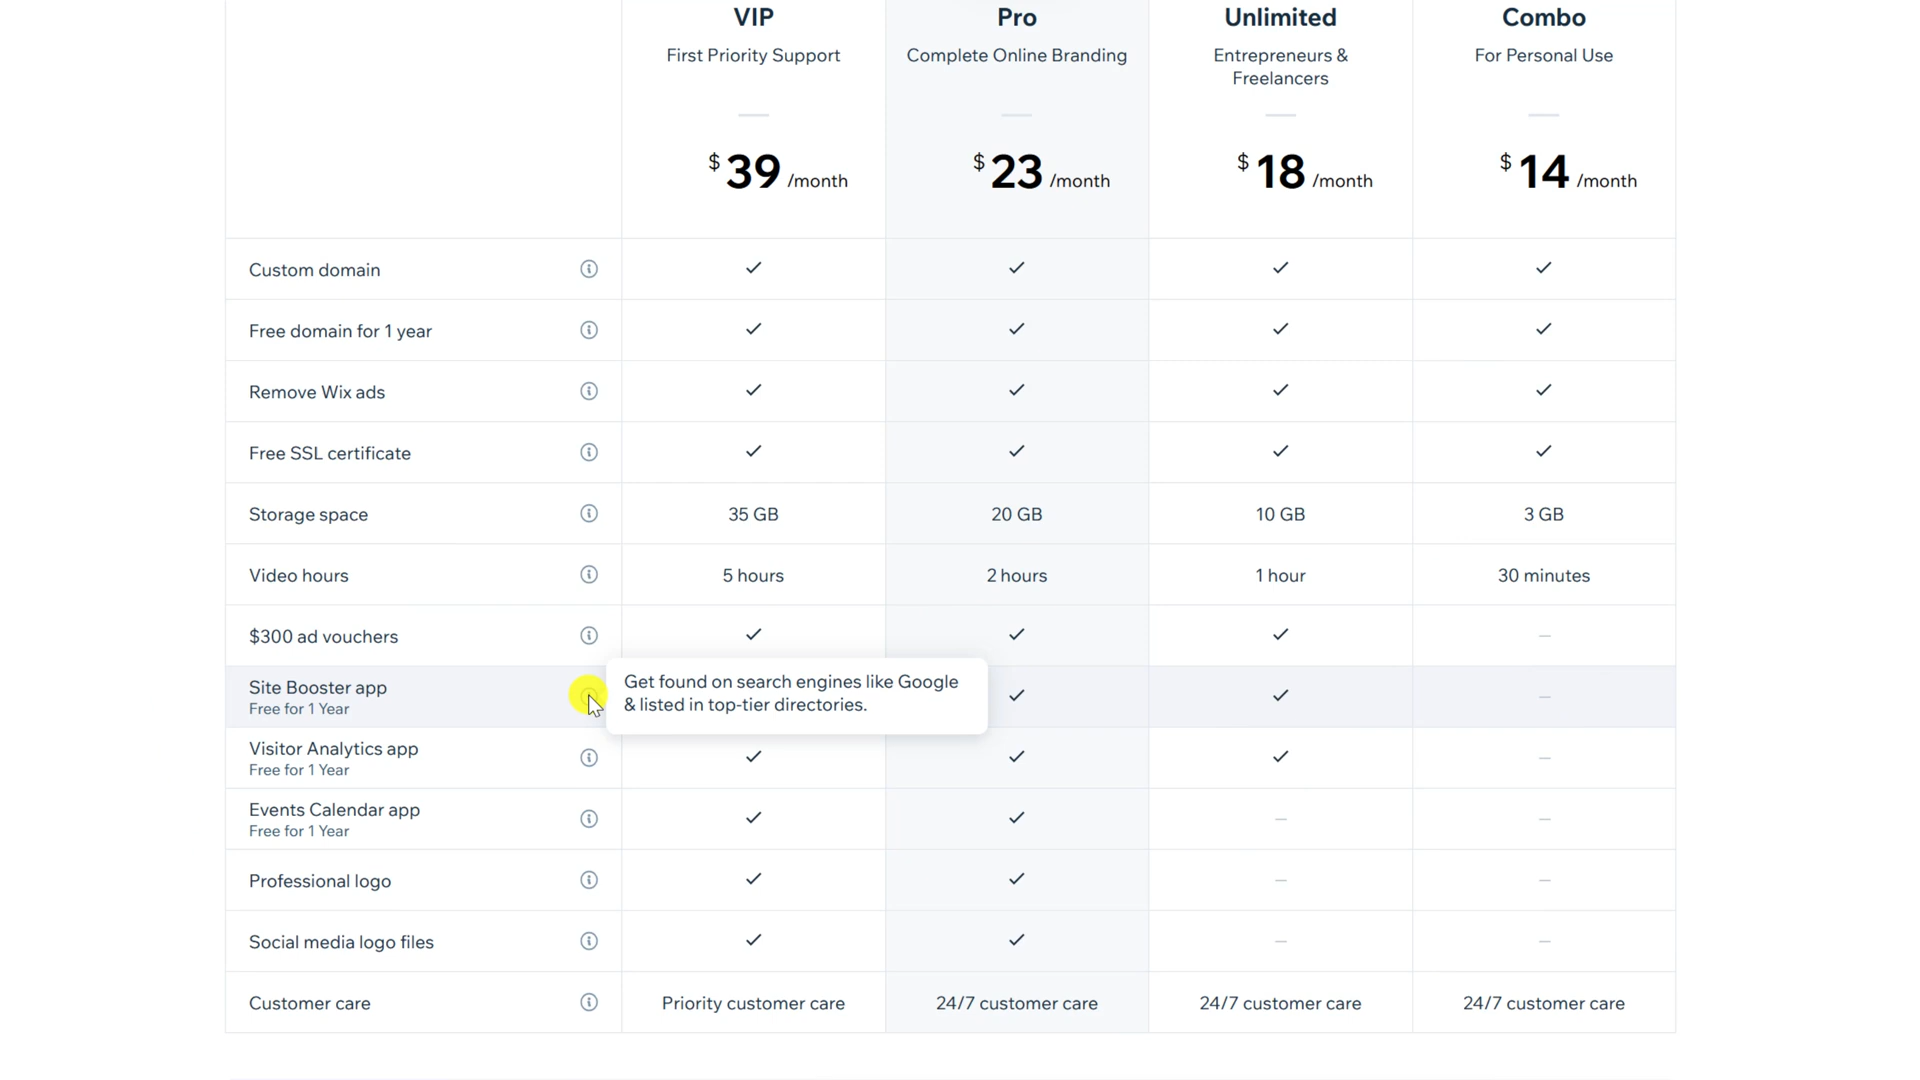 VIP
Pro
Unlimited
Combo
First Priority Support
Complete Online Branding
Entrepreneurs &
Freelancers
For Personal Use
$ 39 /month
$ 23 /month
$ 18 /month
$ 14 /month
Custom domain
Free domain for 1 year
Remove Wix ads
Free SSL certificate
Storage space
35 GB
20 GB
10 GB
3 GB
Video hours
5 hours
2 hours
1 hour
30 minutes
$300 ad vouchers
Site Booster app
Free for 1 Year
Get found on search engines like Google
& listed in top-tier directories.
Visitor Analytics app
Free for 1 Year
Events Calendar app
Free for 1 Year
Professional logo
Social media logo files
Customer care
Priority customer care
24/7 customer care
24/7 customer care
24/7 customer care